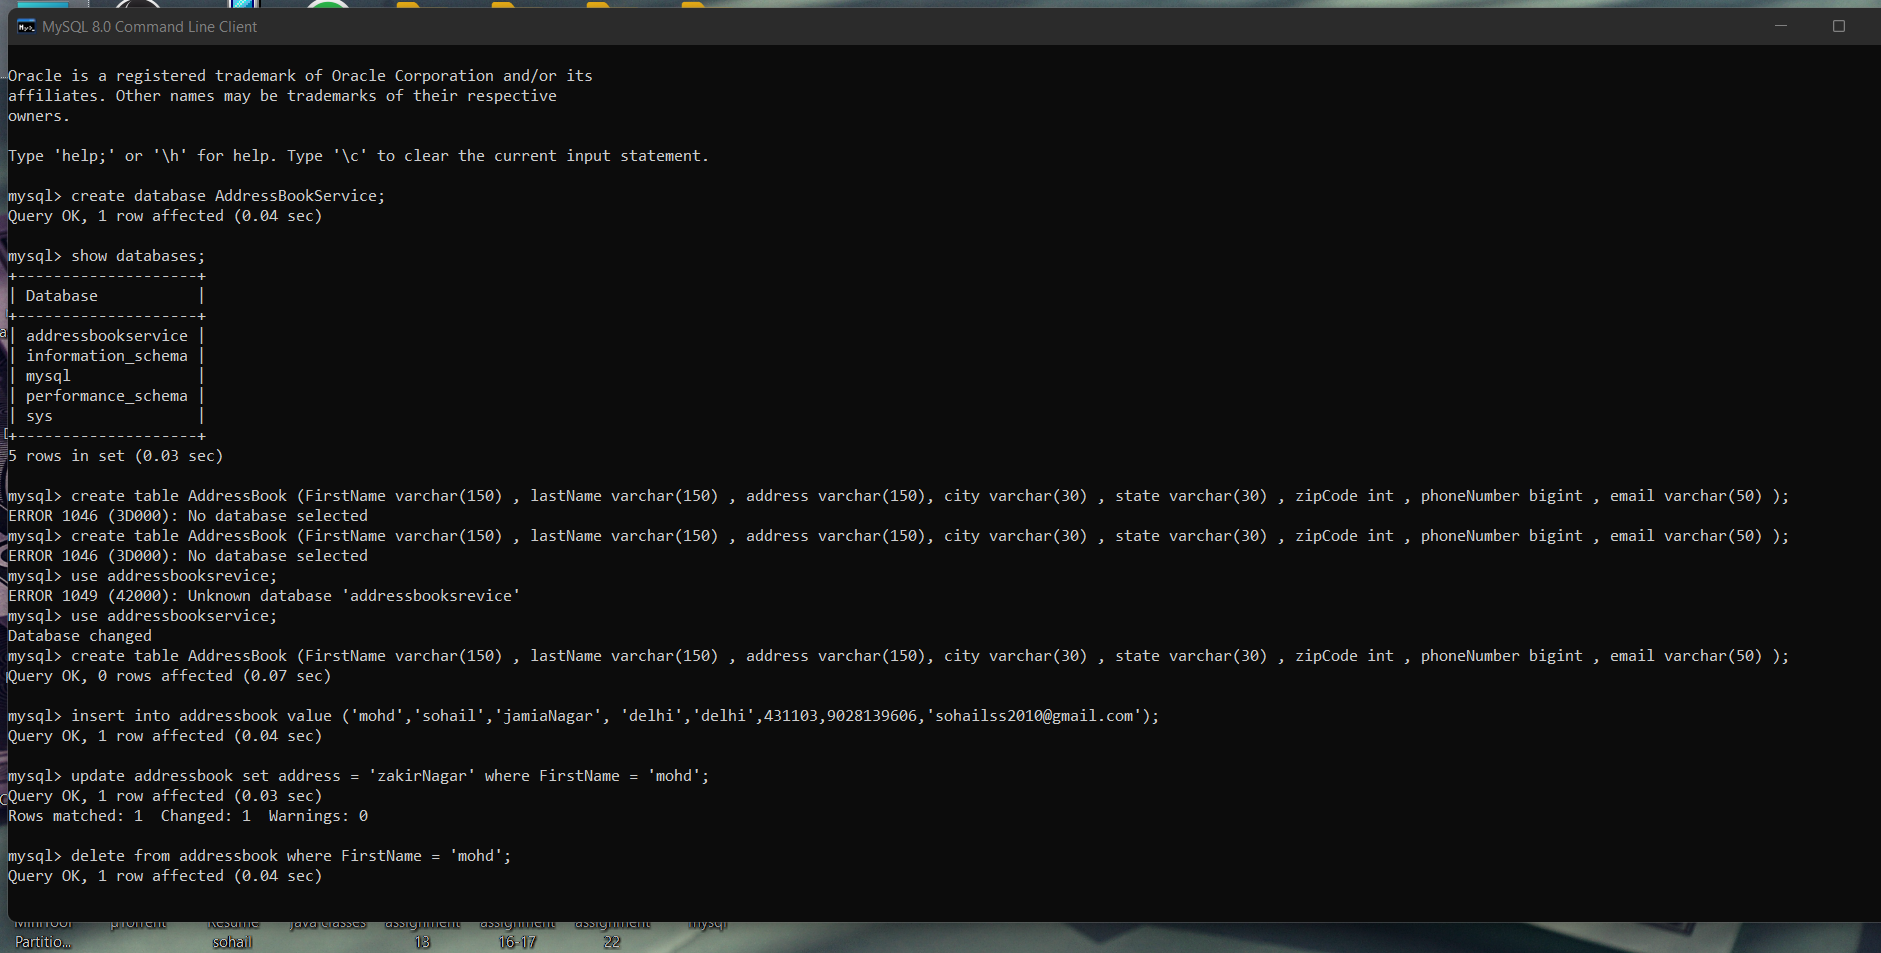 MySQL 8.0 Command Line Client
Oracle is a registered trademark of Oracle Corporation and/or its
affiliates. Other names may be trademarks of their respective
owners.
Type 'help;' or '\h' for help. Type '\c' to clear the current input statement.
mysql> create database AddressBookService;
Query OK, 1 row affected (0.04 sec)
mysql> show databases;
+--------------------+
| Database           |
+--------------------+
| addressbookservice |
| information_schema |
| mysql              |
| performance_schema |
| sys                |
+--------------------+
5 rows in set (0.03 sec)
mysql> create table AddressBook (FirstName varchar(150) , lastName varchar(150) , address varchar(150), city varchar(30) , state varchar(30) , zipCode int , phoneNumber bigint , email varchar(50) );
ERROR 1046 (3D000): No database selected
mysql> create table AddressBook (FirstName varchar(150) , lastName varchar(150) , address varchar(150), city varchar(30) , state varchar(30) , zipCode int , phoneNumber bigint , email varchar(50) );
ERROR 1046 (3D000): No database selected
mysql> use addressbooksrevice;
ERROR 1049 (42000): Unknown database 'addressbooksrevice'
mysql> use addressbookservice;
Database changed
mysql> create table AddressBook (FirstName varchar(150) , lastName varchar(150) , address varchar(150), city varchar(30) , state varchar(30) , zipCode int , phoneNumber bigint , email varchar(50) );
Query OK, 0 rows affected (0.07 sec)
mysql> insert into addressbook value ('mohd','sohail','jamiaNagar', 'delhi','delhi',431103,9028139606,'sohailss2010@gmail.com');
Query OK, 1 row affected (0.04 sec)
mysql> update addressbook set address = 'zakirNagar' where FirstName = 'mohd';
Query OK, 1 row affected (0.03 sec)
Rows matched: 1  Changed: 1  Warnings: 0
mysql> delete from addressbook where FirstName = 'mohd';
Query OK, 1 row affected (0.04 sec)
MiniTool µTorrent Resume java classes assignment assignment assignment mysql
Partitio... sohail 13 16-17 22